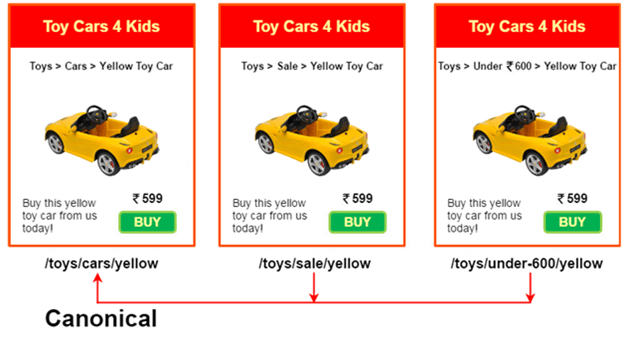 Toy Cars 4 Kids
Toys > Cars > Yellow Toy Car
Buy this yellow
toy car from us
today!
₹ 599
BUY
/toys/cars/yellow
Toy Cars 4 Kids
Toys > Sale > Yellow Toy Car
Buy this yellow
toy car from us
today!
₹ 599
BUY
/toys/sale/yellow
Toy Cars 4 Kids
Toys > Under ₹ 600 > Yellow Toy Car
Buy this yellow
toy car from us
today!
₹ 599
BUY
/toys/under-600/yellow
Canonical